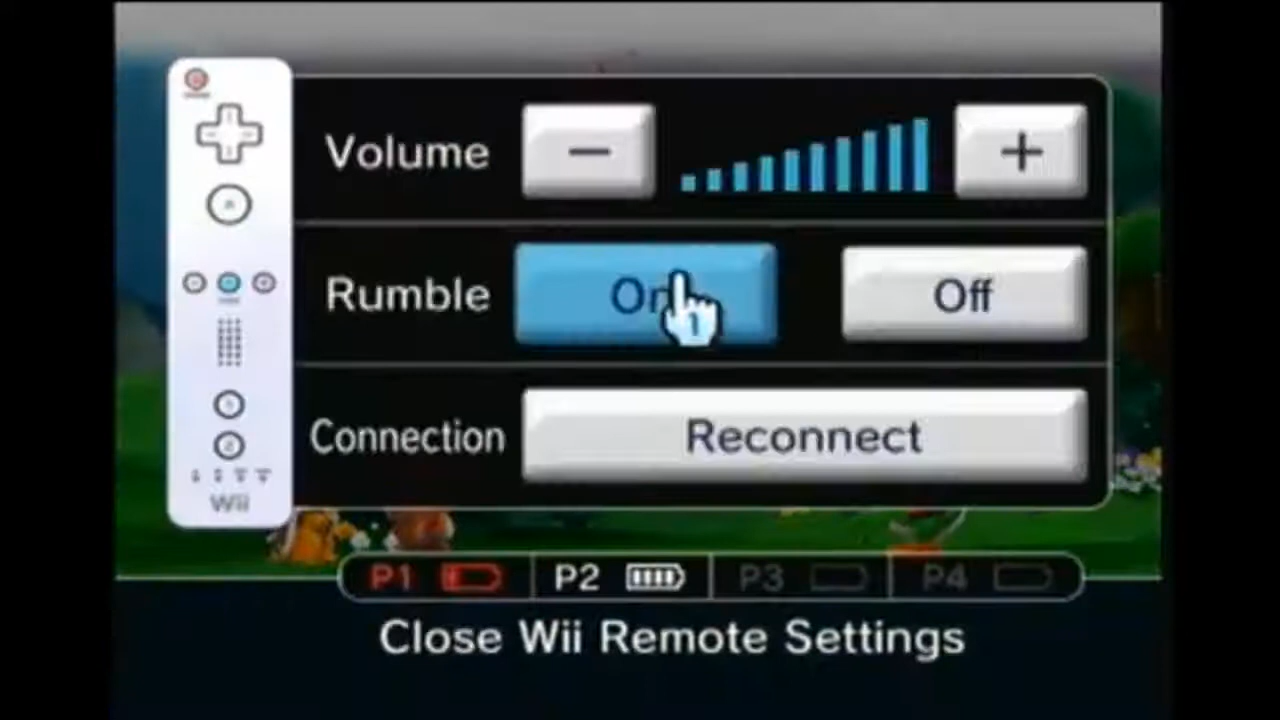 Volume − +
Rumble On Off
Connection Reconnect
Wii
P1 P2 P3 P4
Close Wii Remote Settings